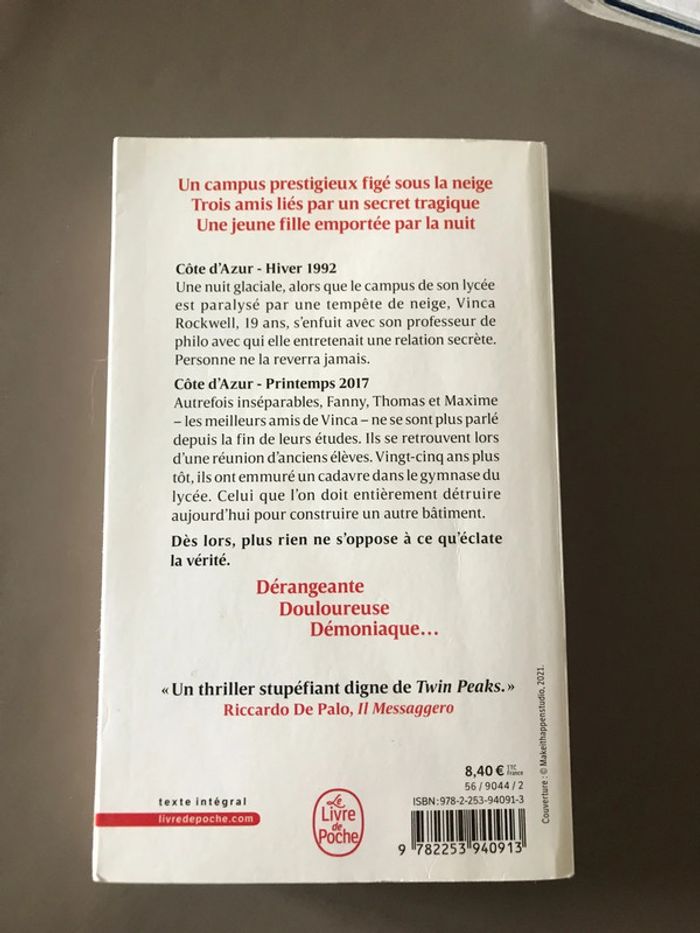 Un campus prestigieux figé sous la neige
Trois amis liés par un secret tragique
Une jeune fille emportée par la nuit
Côte d’Azur - Hiver 1992
Une nuit glaciale, alors que le campus de son lycée
est paralysé par une tempête de neige, Vinca
Rockwell, 19 ans, s’enfuit avec son professeur de
philo avec qui elle entretenait une relation secrète.
Personne ne la reverra jamais.
Côte d’Azur - Printemps 2017
Autrefois inséparables, Fanny, Thomas et Maxime
– les meilleurs amis de Vinca – ne se sont plus parlé
depuis la fin de leurs études. Ils se retrouvent lors
d’une réunion d’anciens élèves. Vingt-cinq ans plus
tôt, ils ont emmuré un cadavre dans le gymnase du
lycée. Celui que l’on doit entièrement détruire
aujourd’hui pour construire un autre bâtiment.
Dès lors, plus rien ne s’oppose à ce qu’éclate
la vérité.
Dérangeante
Douloureuse
Démoniaque…
« Un thriller stupéfiant digne de Twin Peaks. »
Riccardo De Palo, Il Messaggero
8,40 € TTC France
56 / 9044 / 2
ISBN : 978-2-253-94091-3
9 782253 940913
texte intégral
livredepoche.com
Le
Livre
de
Poche
Couverture : © Makeithappenstudio, 2021.